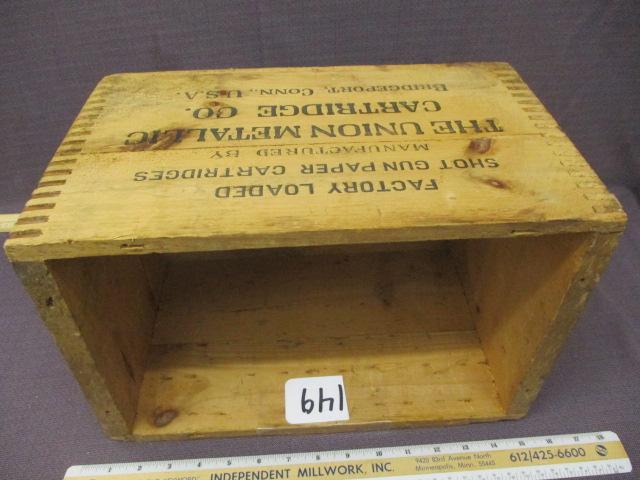 FACTORY LOADED
SHOT GUN PAPER CARTRIDGES
MANUFACTURED BY
THE UNION METALLIC
CARTRIDGE CO.
BRIDGEPORT, CONN., U.S.A.
149
INDEPENDENT MILLWORK, INC.
9420 83rd Avenue North
Minneapolis, Minn. 55445
612/425-6600